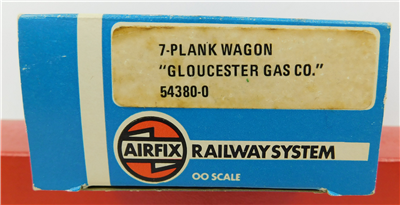 7-PLANK WAGON
"GLOUCESTER GAS CO."
54380-0
AIRFIX RAILWAY SYSTEM
OO SCALE